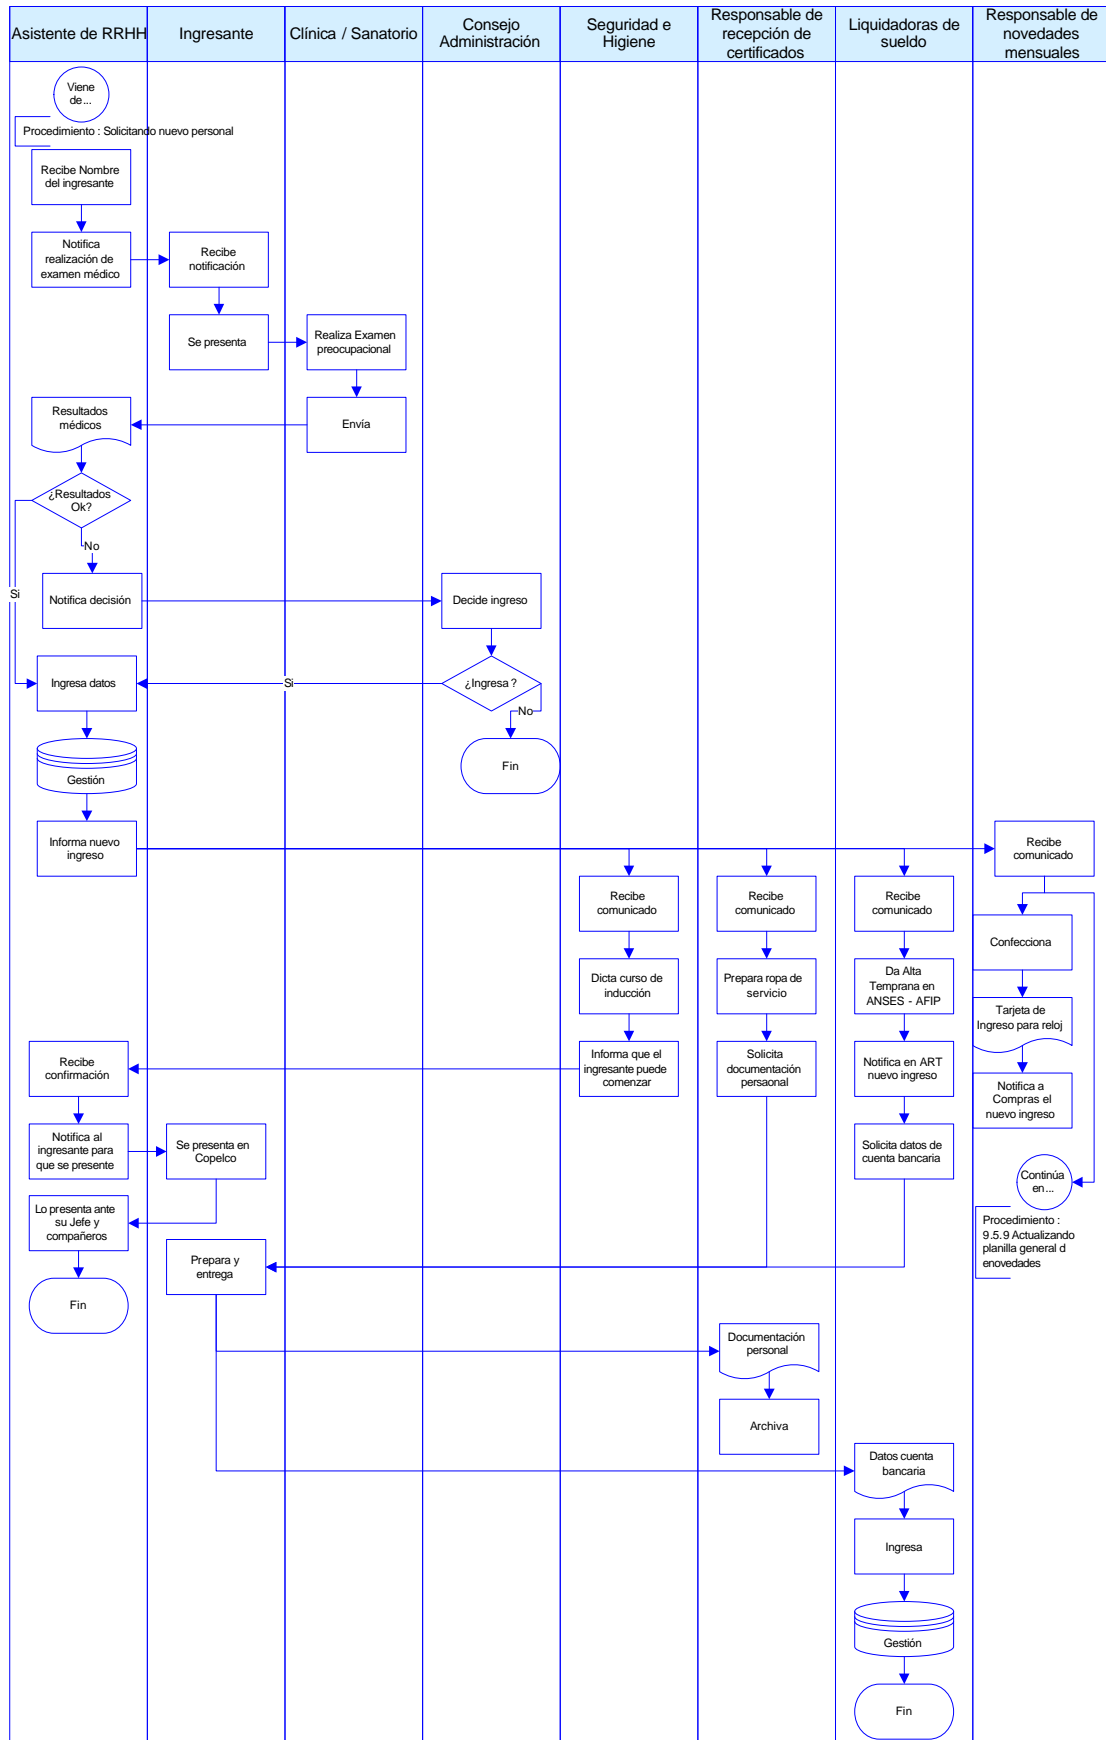 Asistente de RRHH
Ingresante
Clínica / Sanatorio
Consejo
Administración
Seguridad e
Higiene
Responsable de
recepción de
certificados
Liquidadoras de
sueldo
Responsable de
novedades
mensuales
Viene
de...
Procedimiento : Solicitando nuevo personal
Recibe Nombre
del ingresante
Notifica
realización de
examen médico
Recibe
notificación
Se presenta
Realiza Examen
preocupacional
Resultados
médicos
Envía
¿Resultados
Ok?
No
Si
Notifica decisión
Decide ingreso
Ingresa datos
Si
¿Ingresa ?
No
Gestión
Fin
Informa nuevo
ingreso
Recibe
comunicado
Recibe
comunicado
Recibe
comunicado
Recibe
comunicado
Confecciona
Dicta curso de
inducción
Prepara ropa de
servicio
Da Alta
Temprana en
ANSES - AFIP
Tarjeta de
Ingreso para reloj
Recibe
confirmación
Informa que el
ingresante puede
comenzar
Solicita
documentación
persaonal
Notifica en ART
nuevo ingreso
Notifica a
Compras el
nuevo ingreso
Notifica al
ingresante para
que se presente
Se presenta en
Copelco
Solicita datos de
cuenta bancaria
Continúa
en...
Lo presenta ante
su Jefe y
compañeros
Procedimiento :
9.5.9 Actualizando
planilla general d
enovedades
Prepara y
entrega
Fin
Documentación
personal
Archiva
Datos cuenta
bancaria
Ingresa
Gestión
Fin